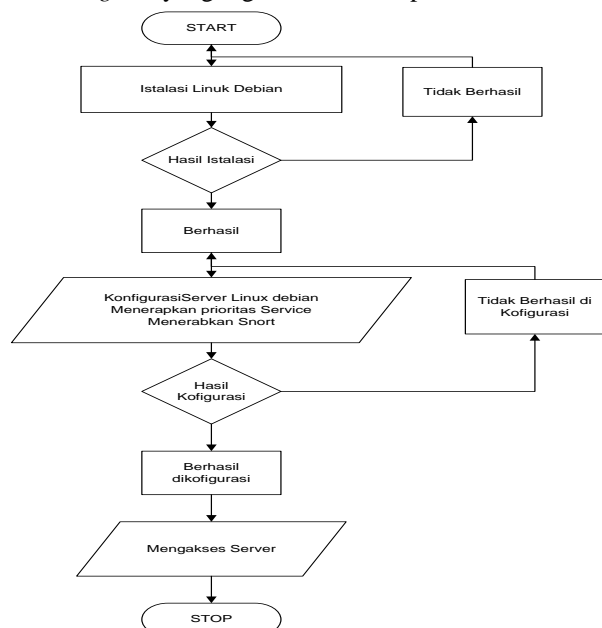 START
Istalasi Linuk Debian
Tidak Berhasil
Hasil Istalasi
Berhasil
KonfigurasiServer Linux debian
Menerapkan prioritas Service
Menerabkan Snort
Tidak Berhasil di
Kofigurasi
Hasil
Kofigurasi
Berhasil
dikofigurasi
Mengakses Server
STOP